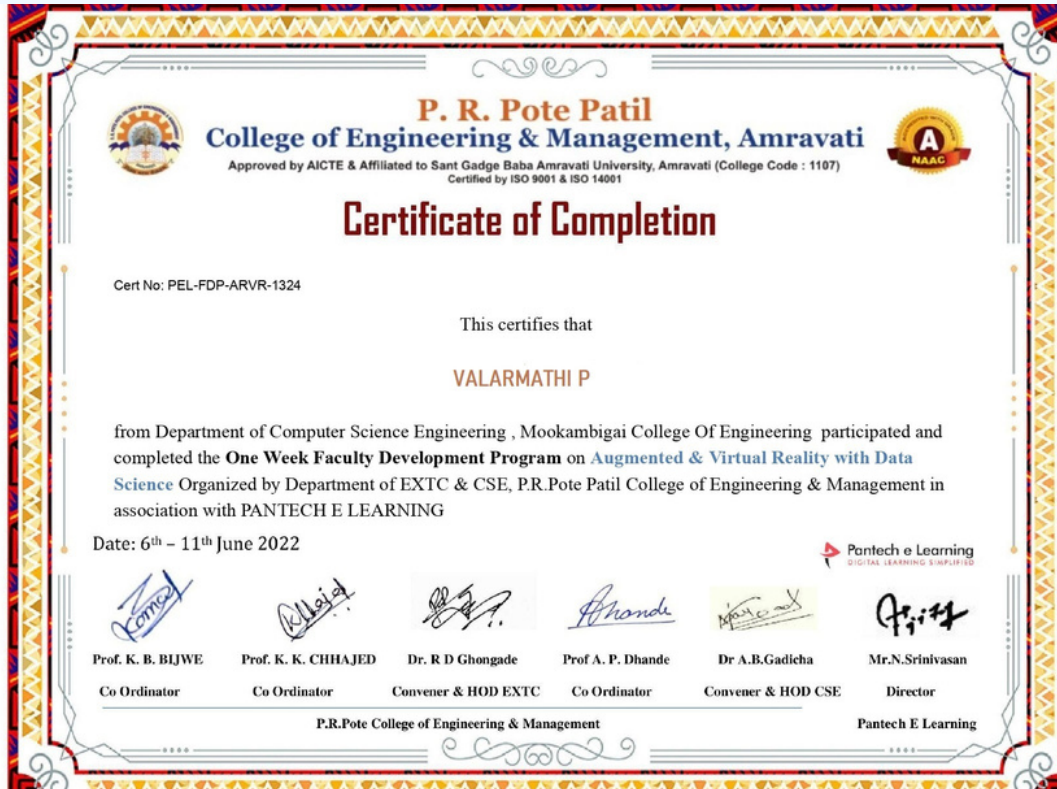 P. R. Pote Patil
College of Engineering & Management, Amravati
Approved by AICTE & Affiliated to Sant Gadge Baba Amravati University, Amravati (College Code : 1107)
Certified by ISO 9001 & ISO 14001
A
NAAC
Certificate of Completion
Cert No: PEL-FDP-ARVR-1324
This certifies that
VALARMATHI P
from Department of Computer Science Engineering , Mookambigai College Of Engineering participated and
completed the One Week Faculty Development Program on Augmented & Virtual Reality with Data
Science Organized by Department of EXTC & CSE, P.R.Pote Patil College of Engineering & Management in
association with PANTECH E LEARNING
Date: 6th – 11th June 2022
Pantech e Learning
DIGITAL LEARNING SIMPLIFIED
Prof. K. B. BIJWE Prof. K. K. CHHAJED Dr. R D Ghongade Prof A. P. Dhande Dr A.B.Gadicha Mr.N.Srinivasan
Co Ordinator Co Ordinator Convener & HOD EXTC Co Ordinator Convener & HOD CSE Director
P.R.Pote College of Engineering & Management Pantech E Learning